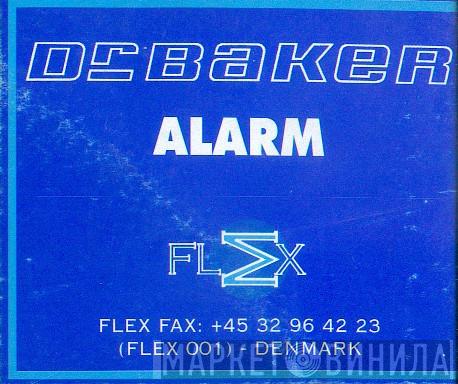 Dr BAKER
ALARM
FLEX
FLEX FAX: +45 32 96 42 23
(FLEX 001) - DENMARK
МАРКЕТ ВИНИЛА